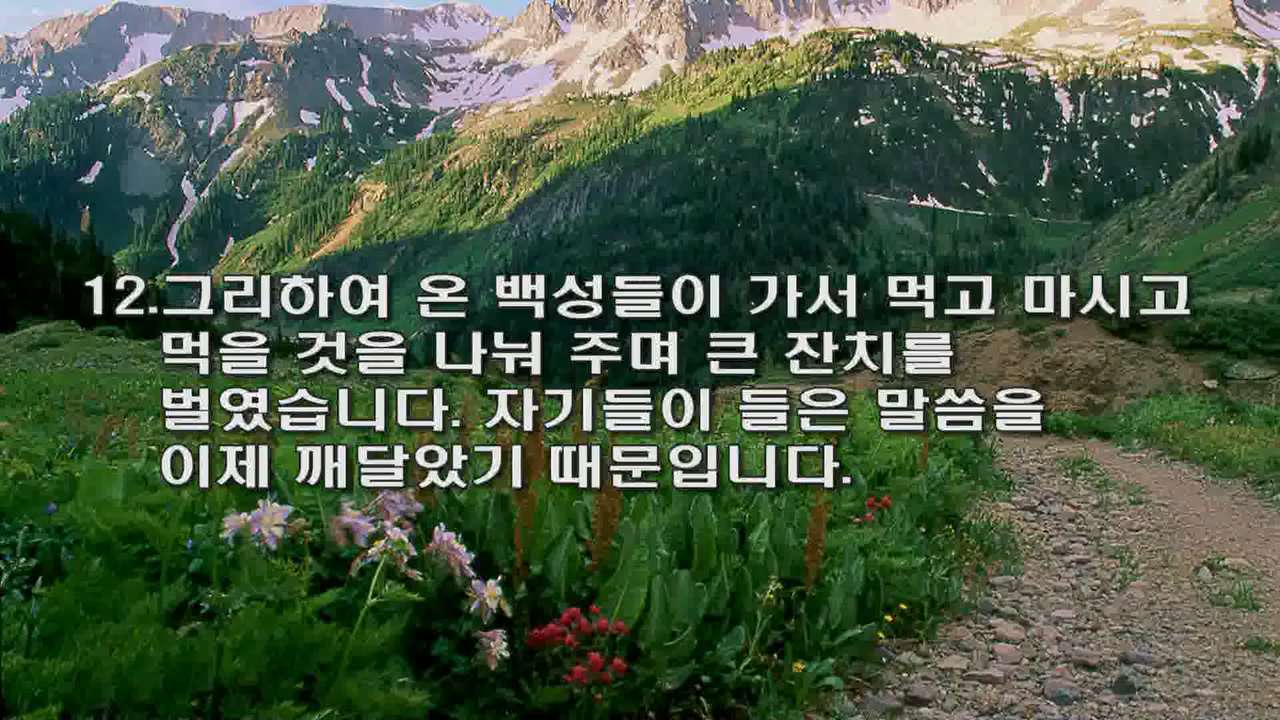 12.그리하여 온 백성들이 가서 먹고 마시고
먹을 것을 나눠 주며 큰 잔치를
벌였습니다. 자기들이 들은 말씀을
이제 깨달았기 때문입니다.